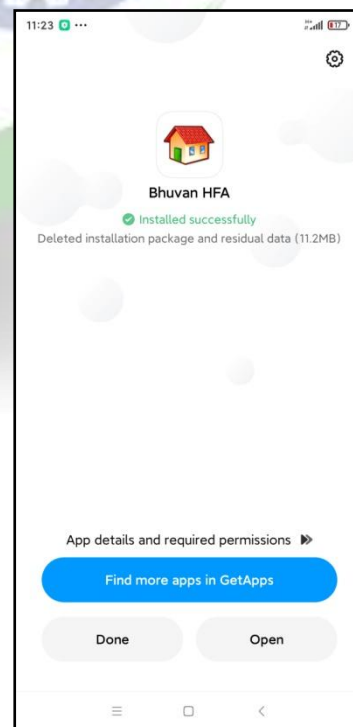 11:23 ...
17
Bhuvan HFA
Installed successfully
Deleted installation package and residual data (11.2MB)
App details and required permissions
Find more apps in GetApps
Done
Open